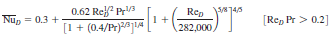 Nu_D = 0.3 + 0.62 Re_D^{1/2} Pr^{1/3} / [1 + (0.4/Pr)^{2/3}]^{1/4} [1 + (Re_D / 282,000)^{5/8}]^{4/5} [Re_D Pr > 0.2]